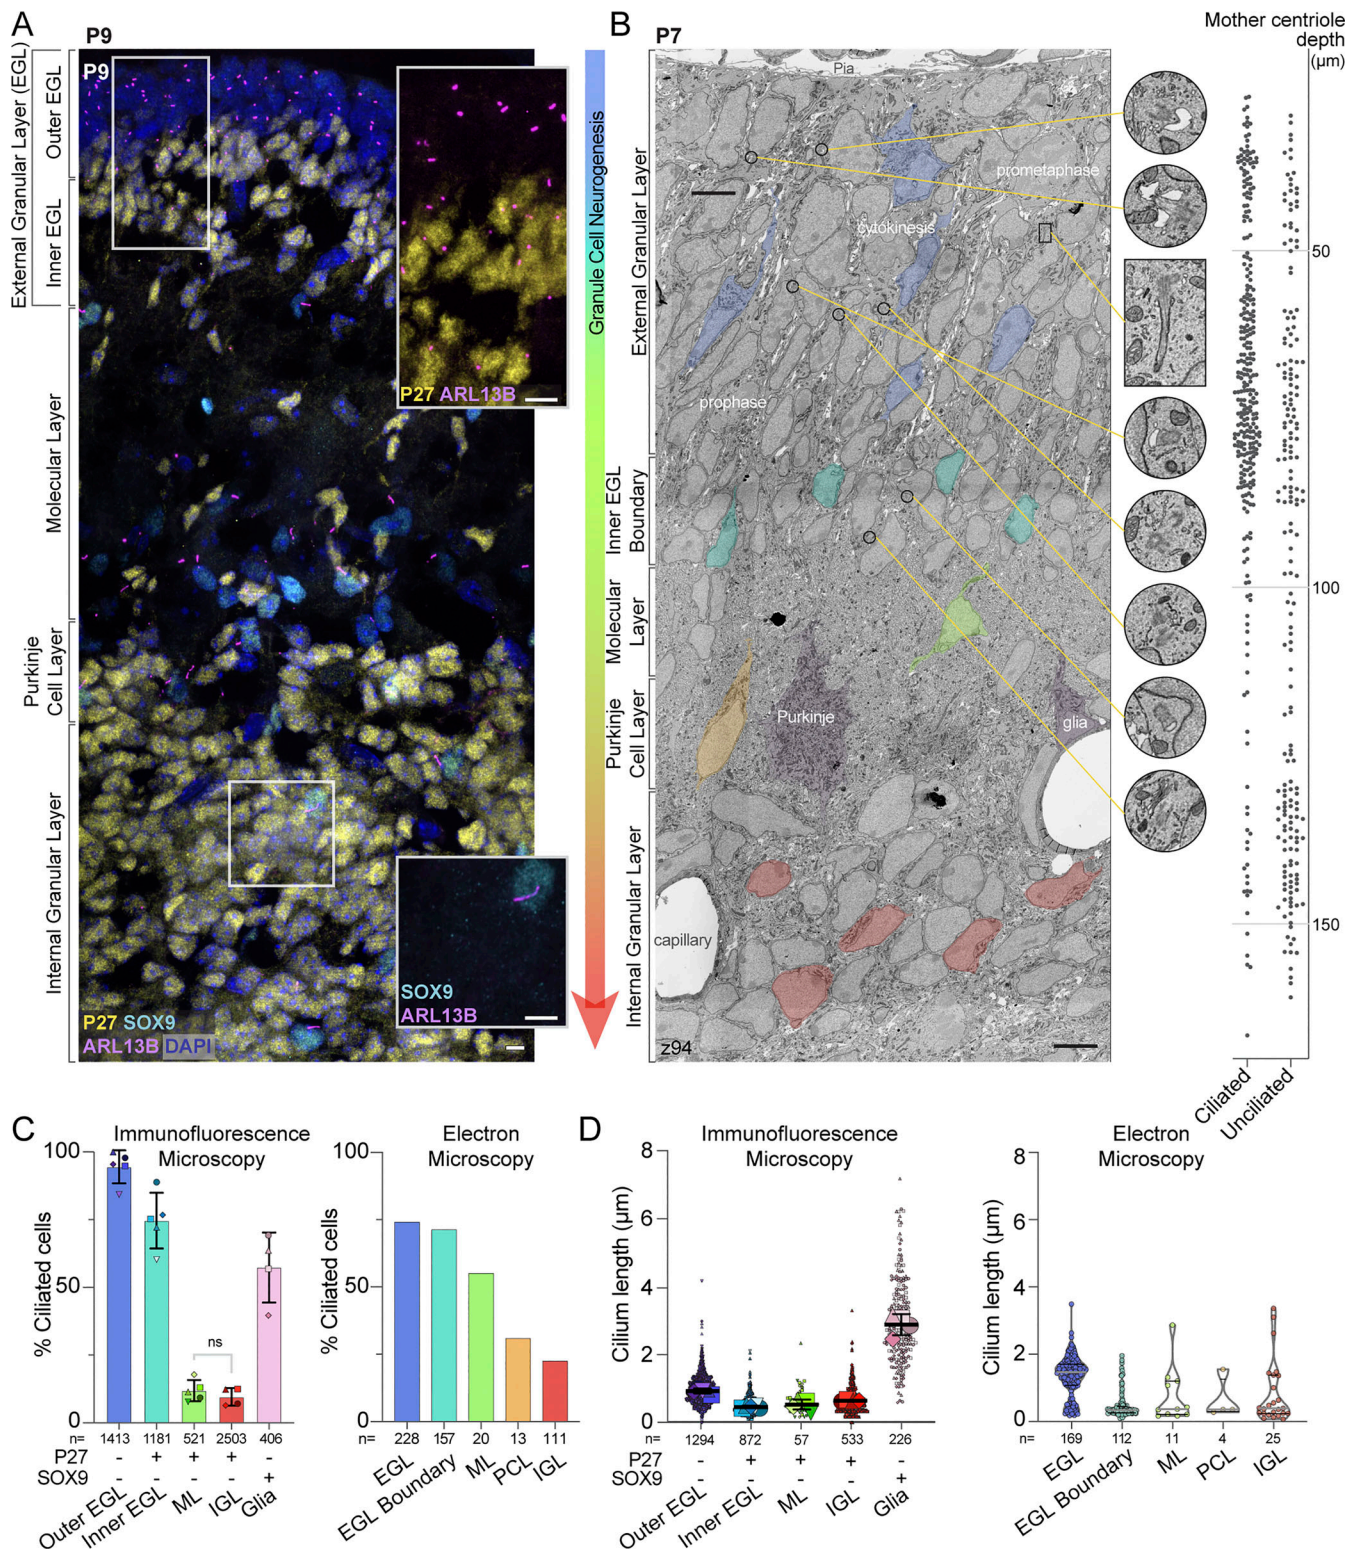 A
P9
P9
External Granular Layer (EGL)
Outer EGL
Inner EGL
Molecular Layer
Purkinje
Cell Layer
Internal Granular Layer
P27 ARL13B
SOX9
ARL13B
P27 SOX9
ARL13B DAPI
Granule Cell Neurogenesis
B
P7
Pia
prometaphase
cytokinesis
prophase
Purkinje
glia
capillary
z94
External Granular Layer
Inner EGL
Boundary
Molecular
Layer
Purkinje
Cell Layer
Internal Granular Layer
Mother centriole
depth
(µm)
50
100
150
Ciliated
Unciliated
C
Immunofluorescence
Microscopy
% Ciliated cells
100
50
0
ns
n= 1413 1181 521 2503 406
P27 - + + + -
SOX9 - - - - +
Outer EGL
Inner EGL
ML
IGL
Glia
Electron
Microscopy
% Ciliated cells
100
50
0
n= 228 157 20 13 111
EGL
EGL Boundary
ML
PCL
IGL
D
Immunofluorescence
Microscopy
Cilium length (µm)
8
6
4
2
0
n= 1294 872 57 533 226
P27 - + + + -
SOX9 - - - - +
Outer EGL
Inner EGL
ML
IGL
Glia
Electron
Microscopy
Cilium length (µm)
8
6
4
2
0
n= 169 112 11 4 25
EGL
EGL Boundary
ML
PCL
IGL